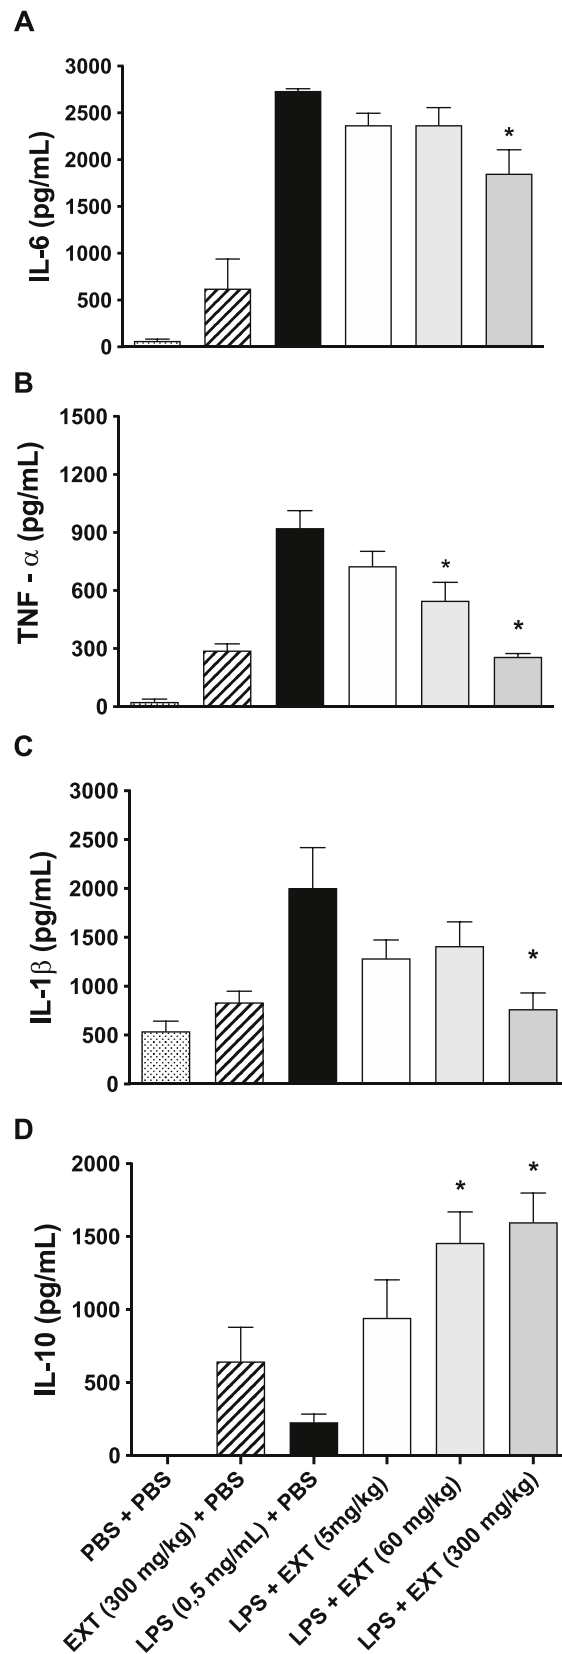 A
IL-6 (pg/mL)
3000
2500
2000
1500
1000
500
0
*
B
TNF - α (pg/mL)
1500
1200
900
600
300
0
*
*
C
IL-1β (pg/mL)
3000
2500
2000
1500
1000
500
0
*
D
IL-10 (pg/mL)
2000
1500
1000
500
0
*
*
PBS + PBS
EXT (300 mg/kg) + PBS
LPS (0,5 mg/mL) + PBS
LPS + EXT (5mg/kg)
LPS + EXT (60 mg/kg)
LPS + EXT (300 mg/kg)